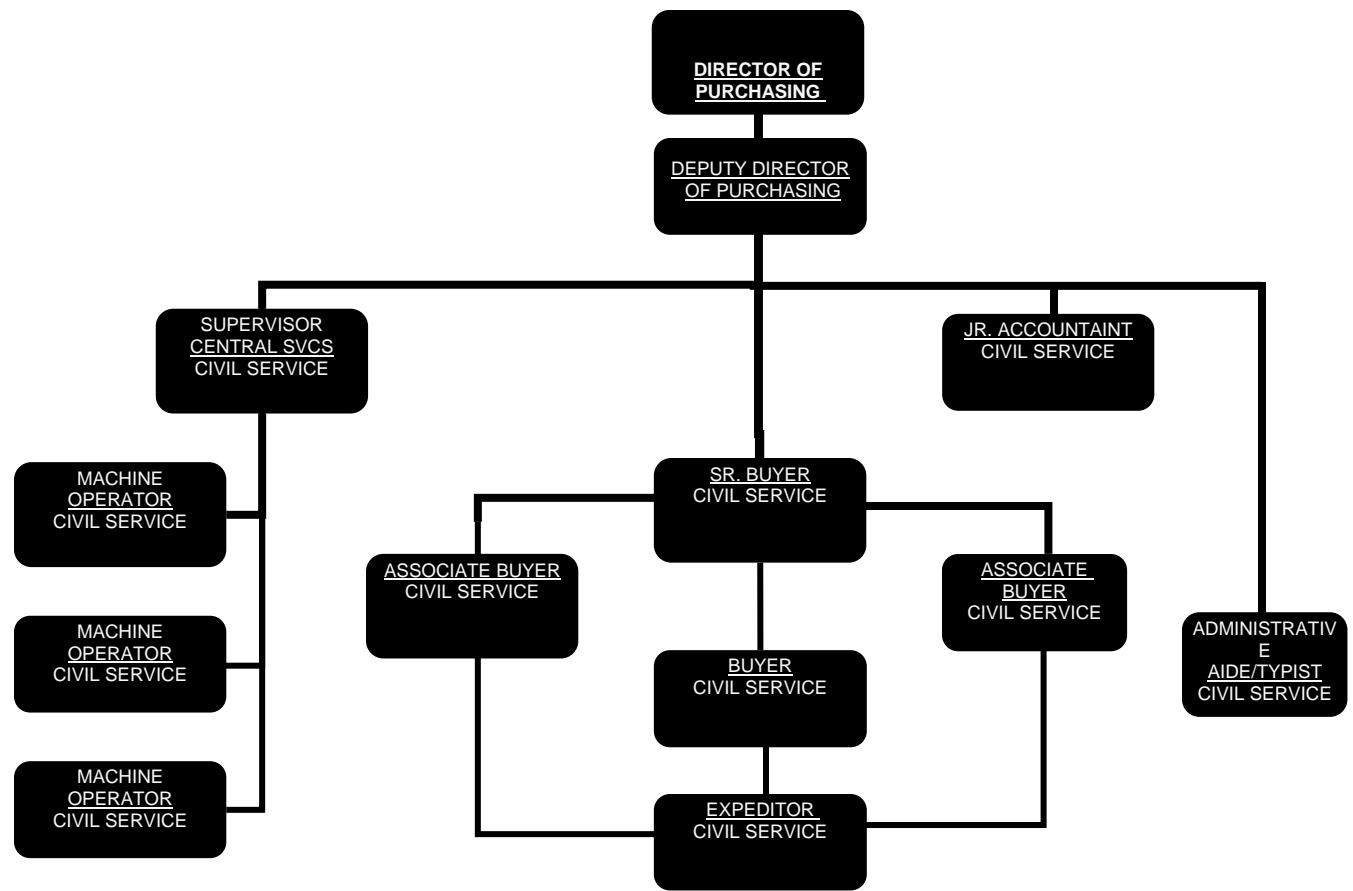 DIRECTOR OF
PURCHASING
DEPUTY DIRECTOR
OF PURCHASING
SUPERVISOR
CENTRAL SVCS
CIVIL SERVICE
JR. ACCOUNTAINT
CIVIL SERVICE
MACHINE
OPERATOR
CIVIL SERVICE
SR. BUYER
CIVIL SERVICE
ASSOCIATE BUYER
CIVIL SERVICE
ASSOCIATE
BUYER
CIVIL SERVICE
MACHINE
OPERATOR
CIVIL SERVICE
BUYER
CIVIL SERVICE
ADMINISTRATIV
E
AIDE/TYPIST
CIVIL SERVICE
MACHINE
OPERATOR
CIVIL SERVICE
EXPEDITOR
CIVIL SERVICE